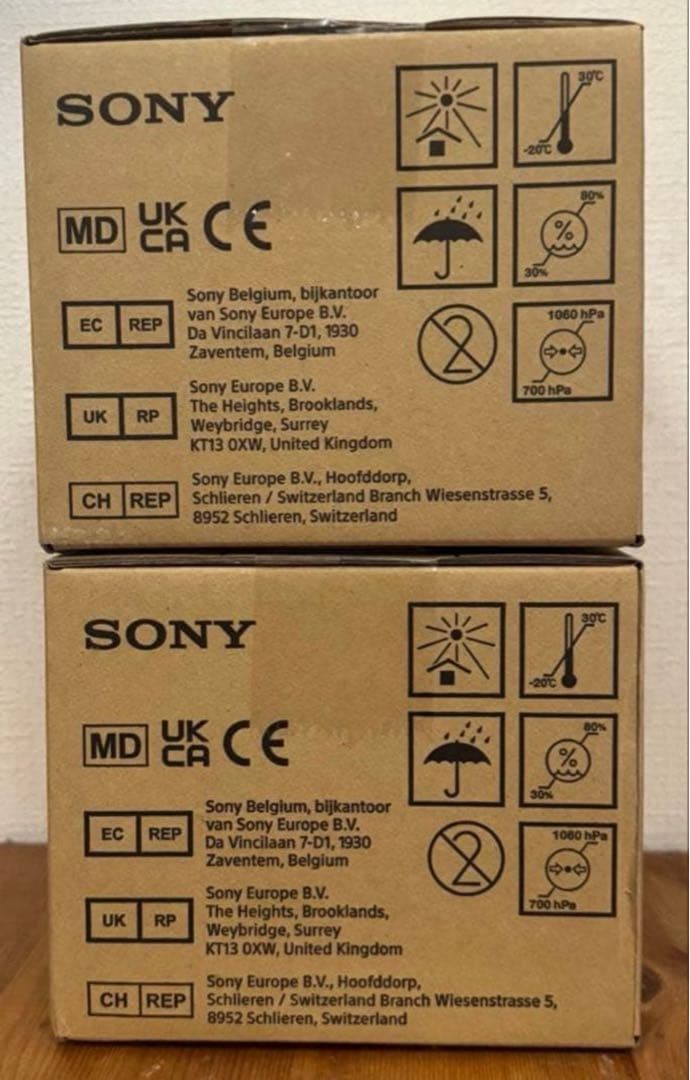 SONY
30℃
-20℃
MD UK CA CE
80%
%
30%
EC REP
Sony Belgium, bijkantoor
van Sony Europe B.V.
Da Vincilaan 7-D1, 1930
Zaventem, Belgium
2
1060 hPa
700 hPa
UK RP
Sony Europe B.V.
The Heights, Brooklands,
Weybridge, Surrey
KT13 0XW, United Kingdom
CH REP
Sony Europe B.V., Hoofddorp,
Schlieren / Switzerland Branch Wiesenstrasse 5,
8952 Schlieren, Switzerland
SONY
30℃
-20℃
MD UK CA CE
80%
%
30%
EC REP
Sony Belgium, bijkantoor
van Sony Europe B.V.
Da Vincilaan 7-D1, 1930
Zaventem, Belgium
2
1060 hPa
700 hPa
UK RP
Sony Europe B.V.
The Heights, Brooklands,
Weybridge, Surrey
KT13 0XW, United Kingdom
CH REP
Sony Europe B.V., Hoofddorp,
Schlieren / Switzerland Branch Wiesenstrasse 5,
8952 Schlieren, Switzerland